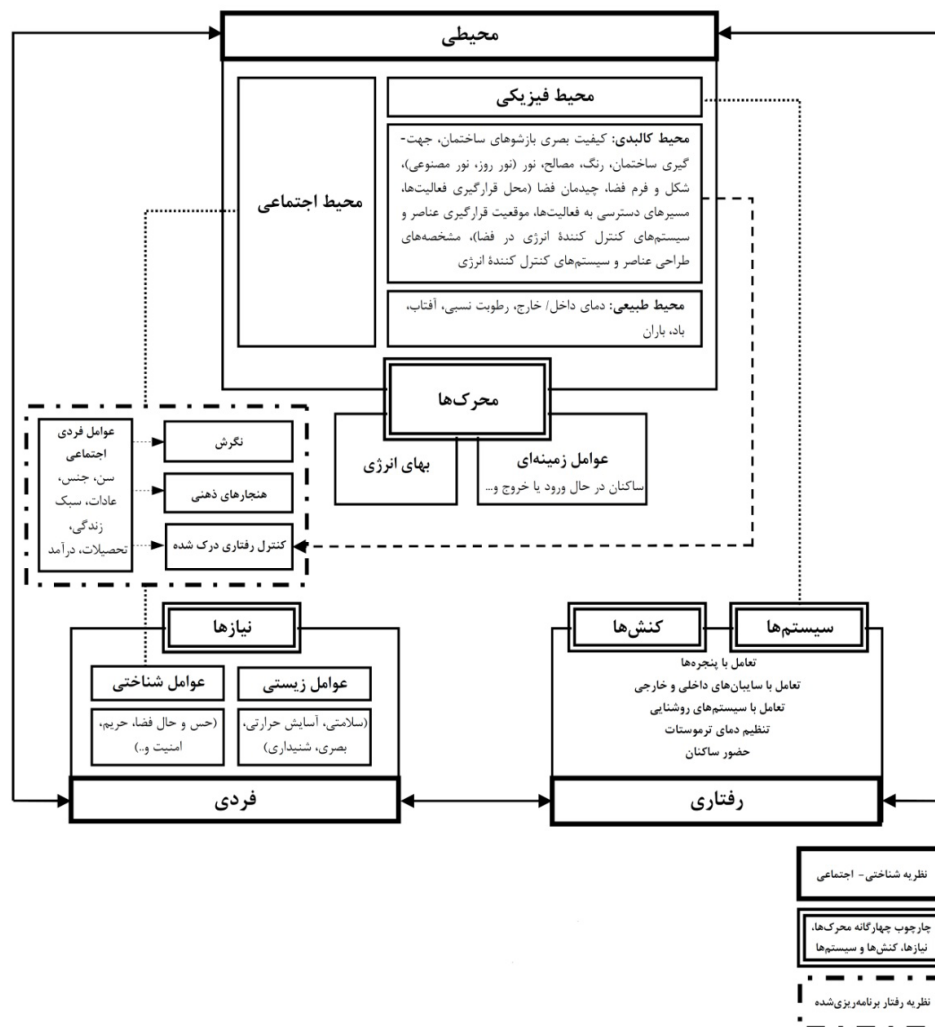 محیطی
محیط فیزیکی
محیط کالبدی: کیفیت بصری بازشوهای ساختمان، جهت-
گیری ساختمان، رنگ، مصالح، نور (نور روز، نور مصنوعی)،
شکل و فرم فضا، چیدمان فضا (محل قرارگیری فعالیت‌ها،
مسیرهای دسترسی به فعالیت‌ها، موقعیت قرارگیری عناصر و
سیستم‌های کنترل کنندهٔ انرژی در فضا)، مشخصه‌های
طراحی عناصر و سیستم‌های کنترل کنندهٔ انرژی
محیط طبیعی: دمای داخل/ خارج، رطوبت نسبی، آفتاب،
باد، باران
محیط اجتماعی
محرک‌ها
عوامل زمینه‌ای
ساکنان در حال ورود یا خروج و...
بهای انرژی
نگرش
هنجارهای ذهنی
کنترل رفتاری درک شده
عوامل فردی
اجتماعی
سن، جنس،
عادات، سبک
زندگی،
تحصیلات، درآمد
سیستم‌ها
کنش‌ها
تعامل با پنجره‌ها
تعامل با سایبان‌های داخلی و خارجی
تعامل با سیستم‌های روشنایی
تنظیم دمای ترموستات
حضور ساکنان
رفتاری
نیازها
عوامل زیستی
(سلامتی، آسایش حرارتی،
بصری، شنیداری)
عوامل شناختی
(حس و حال فضا، حریم،
امنیت و..)
فردی
نظریه شناختی- اجتماعی
چارچوب چهارگانه محرک‌ها،
نیازها، کنش‌ها و سیستم‌ها
نظریه رفتار برنامه‌ریزی‌شده